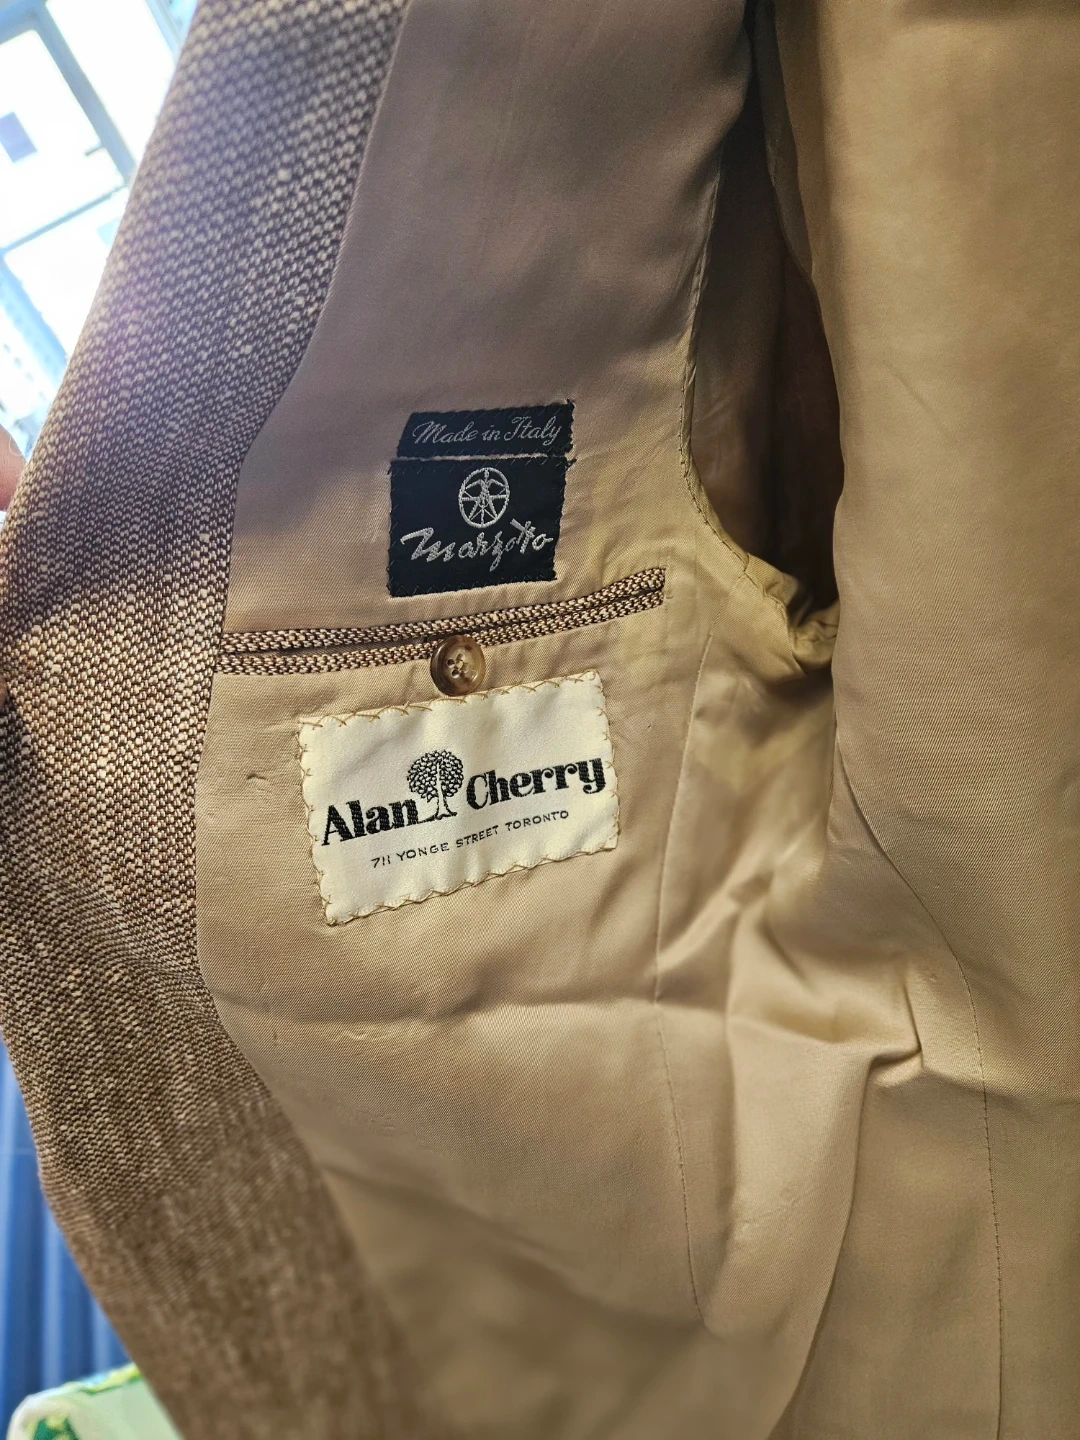 Made in Italy
Marzotto
Alan Cherry
711 YONGE STREET TORONTO